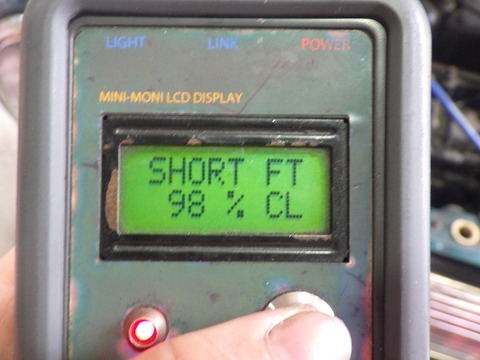 LIGHT LINK POWER
MINI-MONI LCD DISPLAY
SHORT FT
98 % CL